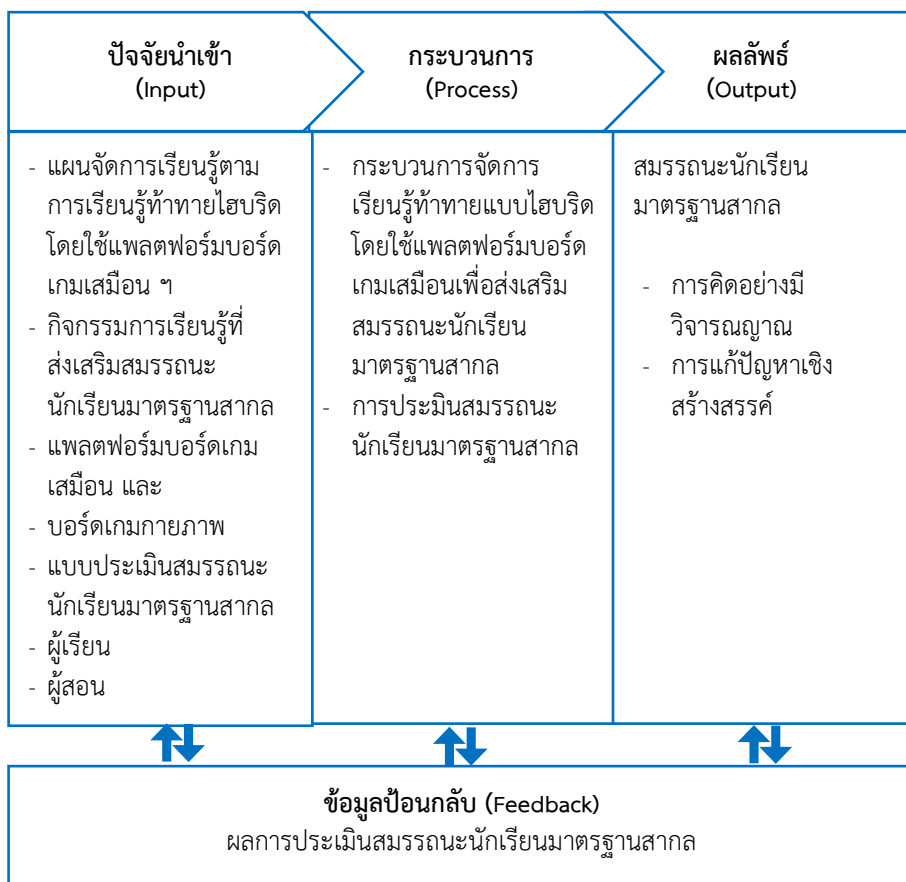 ปัจจัยนำเข้า
(Input)
กระบวนการ
(Process)
ผลลัพธ์
(Output)
- แผนจัดการเรียนรู้ตาม
การเรียนรู้ท้าทายไฮบริด
โดยใช้แพลตฟอร์มบอร์ด
เกมเสมือน ฯ
- กิจกรรมการเรียนรู้ที่
ส่งเสริมสมรรถนะ
นักเรียนมาตรฐานสากล
- แพลตฟอร์มบอร์ดเกม
เสมือน และ
- บอร์ดเกมกายภาพ
- แบบประเมินสมรรถนะ
นักเรียนมาตรฐานสากล
- ผู้เรียน
- ผู้สอน
- กระบวนการจัดการ
เรียนรู้ท้าทายแบบไฮบริด
โดยใช้แพลตฟอร์มบอร์ด
เกมเสมือนเพื่อส่งเสริม
สมรรถนะนักเรียน
มาตรฐานสากล
- การประมินสมรรถนะ
นักเรียนมาตรฐานสากล
สมรรถนะนักเรียน
มาตรฐานสากล
- การคิดอย่างมี
วิจารณญาณ
- การแก้ปัญหาเชิง
สร้างสรรค์
ข้อมูลป้อนกลับ (Feedback)
ผลการประเมินสมรรถนะนักเรียนมาตรฐานสากล